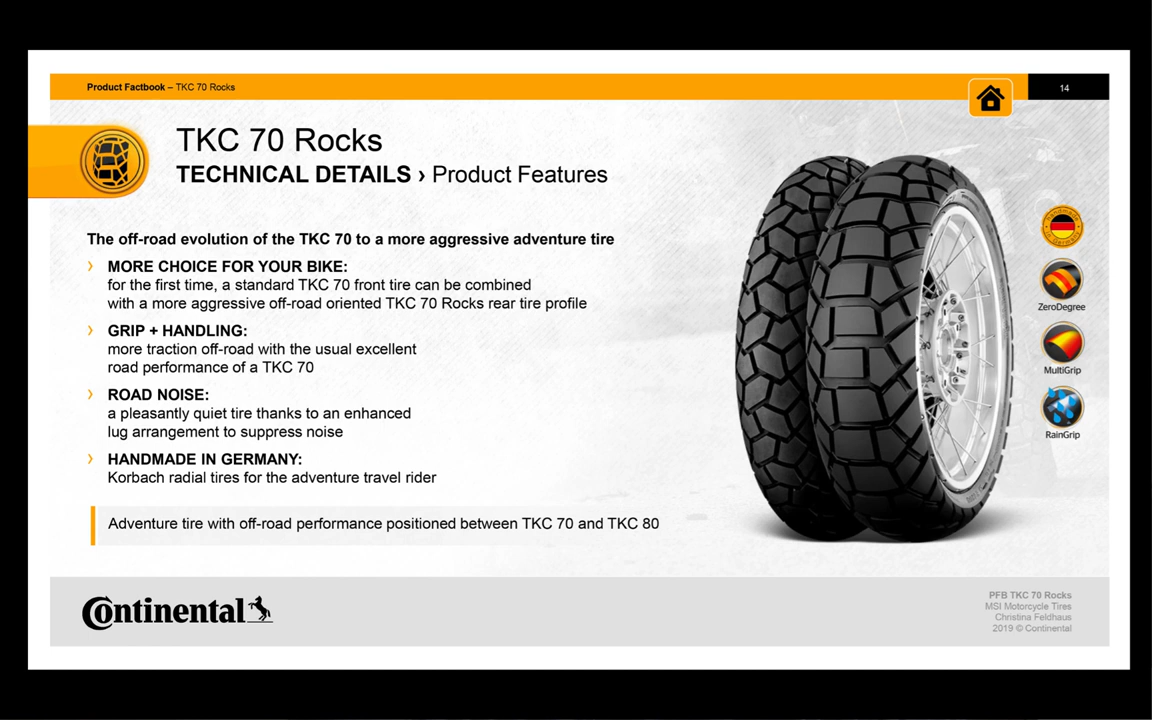 Product Factbook – TKC 70 Rocks
14
TKC 70 Rocks
TECHNICAL DETAILS › Product Features
The off-road evolution of the TKC 70 to a more aggressive adventure tire
› MORE CHOICE FOR YOUR BIKE:
for the first time, a standard TKC 70 front tire can be combined
with a more aggressive off-road oriented TKC 70 Rocks rear tire profile
› GRIP + HANDLING:
more traction off-road with the usual excellent
road performance of a TKC 70
› ROAD NOISE:
a pleasantly quiet tire thanks to an enhanced
lug arrangement to suppress noise
› HANDMADE IN GERMANY:
Korbach radial tires for the adventure travel rider
Adventure tire with off-road performance positioned between TKC 70 and TKC 80
handmade
in Germany
ZeroDegree
MultiGrip
RainGrip
Continental
PFB TKC 70 Rocks
MSI Motorcycle Tires
Christina Feldhaus
2019 © Continental